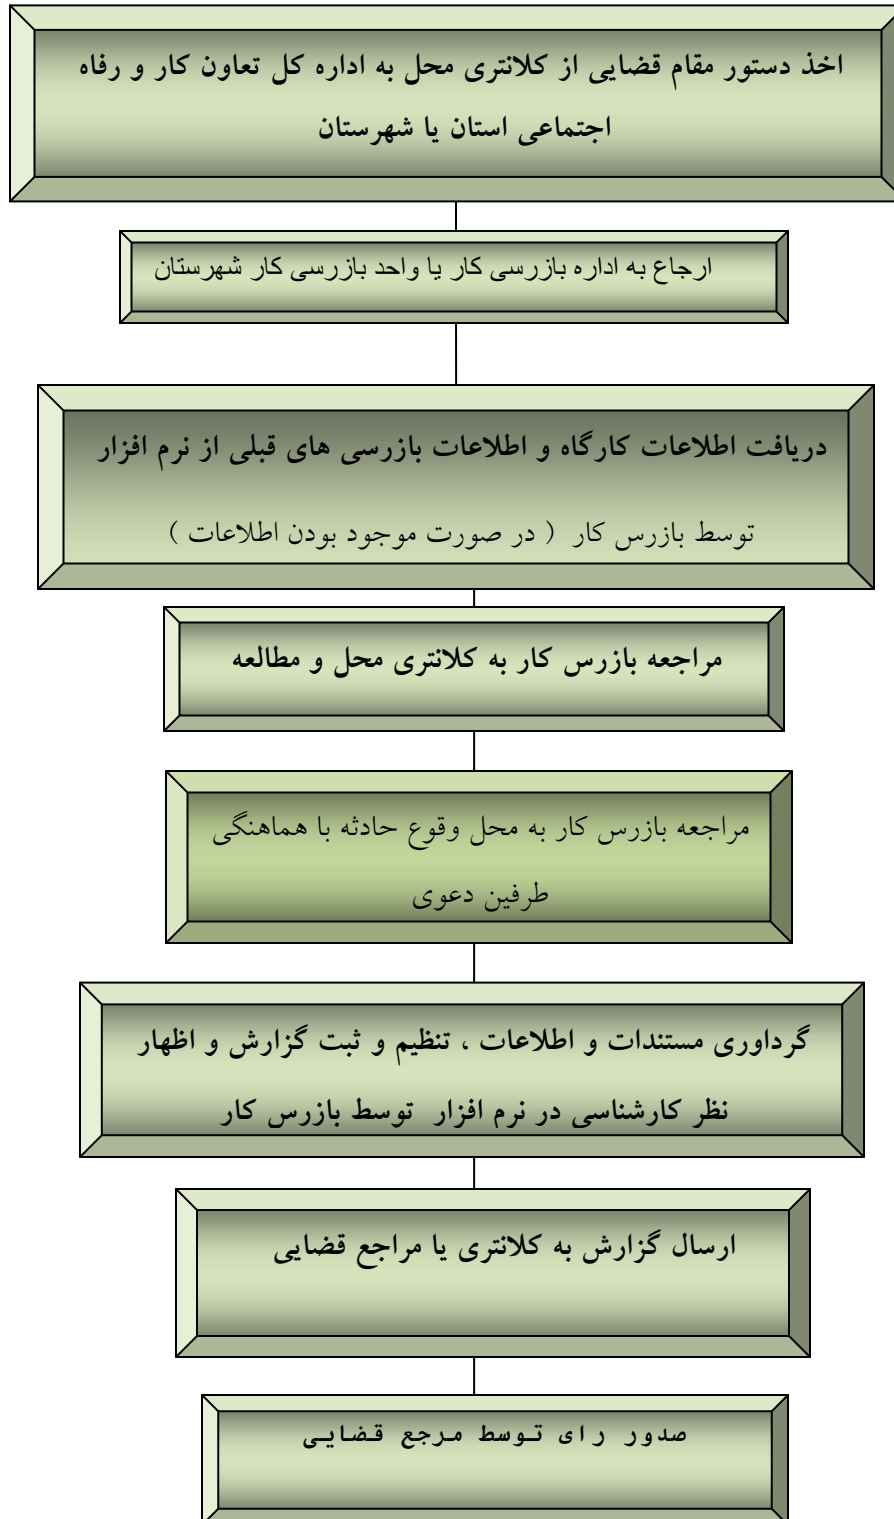 اخذ دستور مقام قضایی از کلانتری محل به اداره کل تعاون کار و رفاه
اجتماعی استان یا شهرستان
ارجاع به اداره بازرسی کار یا واحد بازرسی کار شهرستان
دریافت اطلاعات کارگاه و اطلاعات بازرسی های قبلی از نرم افزار
توسط بازرس کار ( در صورت موجود بودن اطلاعات )
مراجعه بازرس کار به کلانتری محل و مطالعه
مراجعه بازرس کار به محل وقوع حادثه با هماهنگی
طرفین دعوی
گرداوری مستندات و اطلاعات ، تنظیم و ثبت گزارش و اظهار
نظر کارشناسی در نرم افزار توسط بازرس کار
ارسال گزارش به کلانتری یا مراجع قضایی
صدور رای توسط مرجع قضایی